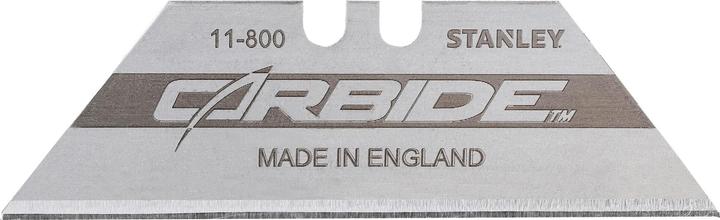 11-800 STANLEY
CARBIDE™
MADE IN ENGLAND